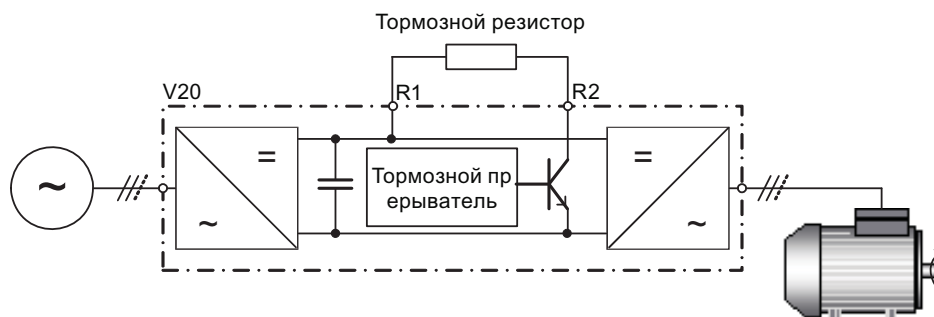 Тормозной резистор
V20
R1
R2
=
=
Тормозной пр
ерыватель
~
~
~